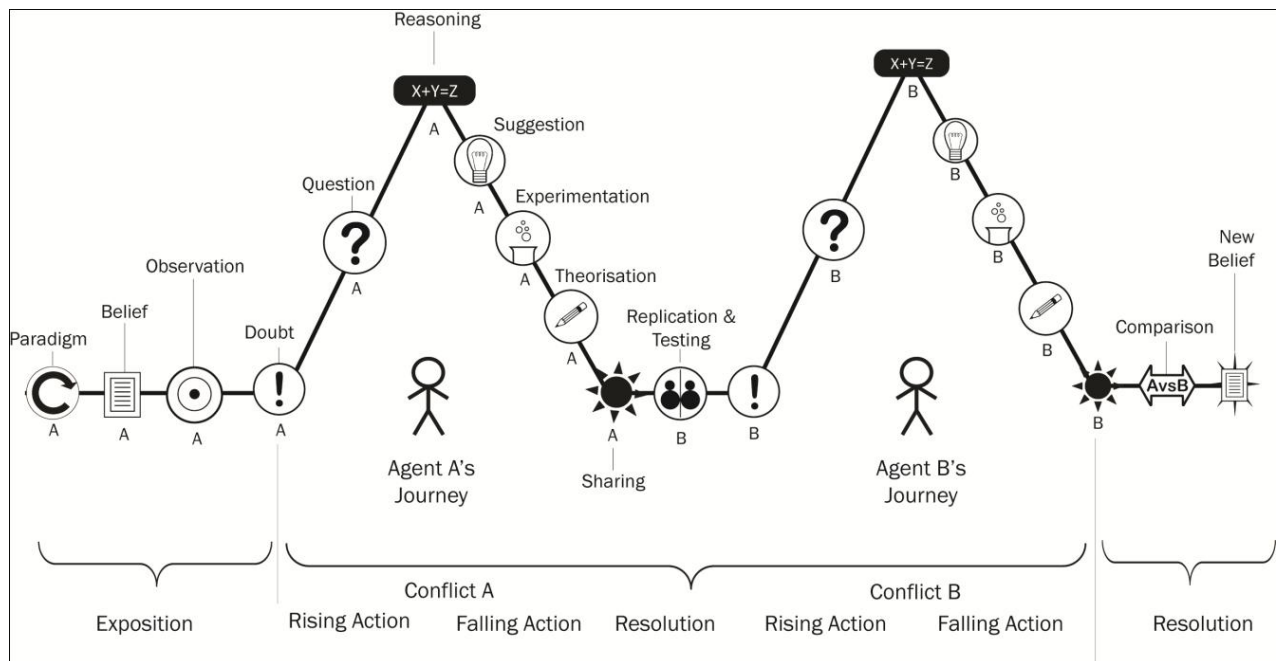 Reasoning
X+Y=Z
X+Y=Z
A
B
Suggestion
B
Question
A
Experimentation
B
A
B
Observation
A
Theorisation
New
Belief
Belief
Replication &
Testing
Paradigm
Doubt
A
B
Comparison
!
!
AvsB
A
A
A
A
A
B
B
B
Agent A's
Journey
Sharing
Agent B's
Journey
Conflict A
Conflict B
Exposition
Rising Action
Falling Action
Resolution
Rising Action
Falling Action
Resolution
?
?